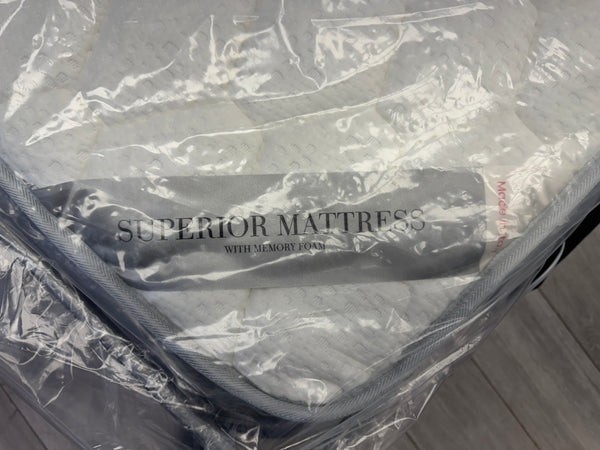 SUPERIOR MATTRESS
WITH MEMORY FOAM